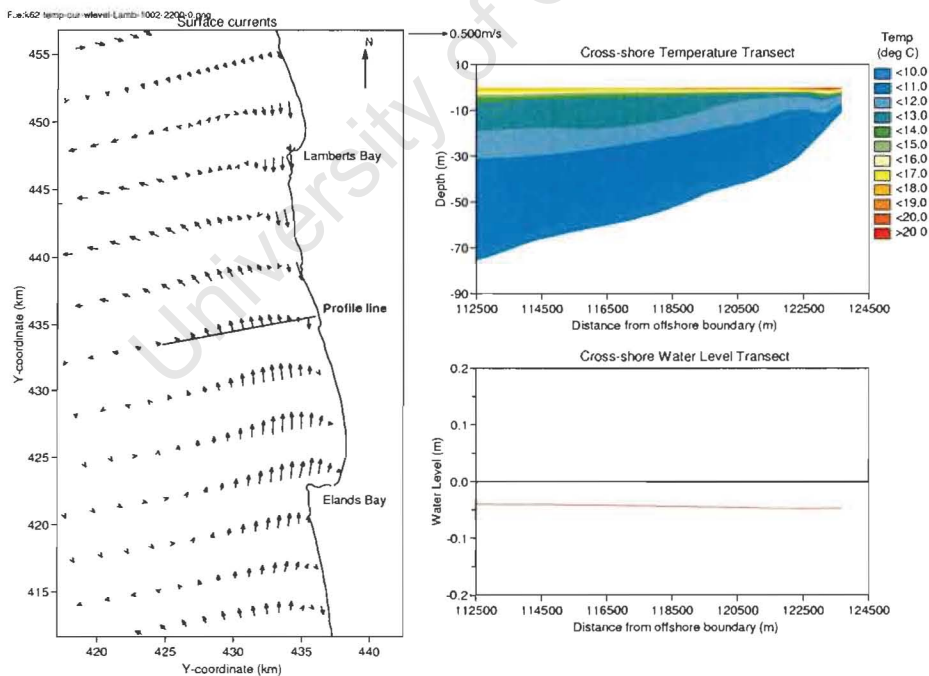 Surface currents
455
450
445
440
435
430
425
420
415
Y-coordinate (km)
420 425 430 435 440
Y-coordinate (km)
N
Lamberts Bay
Profile line
Elands Bay
0.500m/s
Cross-shore Temperature Transect
10
-10
-30
-50
-70
-90
Depth (m)
112500 114500 116500 118500 120500 122500 124500
Distance from offshore boundary (m)
Temp
(deg C)
<10.0
<11.0
<12.0
<13.0
<14.0
<15.0
<16.0
<17.0
<18.0
<19.0
<20.0
>20.0
Cross-shore Water Level Transect
0.2
0.1
0.0
-0.1
-0.2
Water Level (m)
112500 114500 116500 118500 120500 122500 124500
Distance from offshore boundary (m)
University of